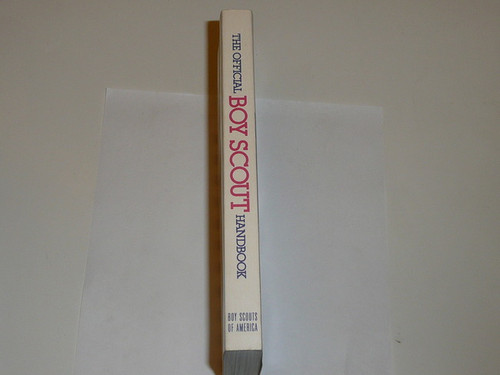 THE OFFICIAL BOY SCOUT HANDBOOK
BOY SCOUTS
OF AMERICA